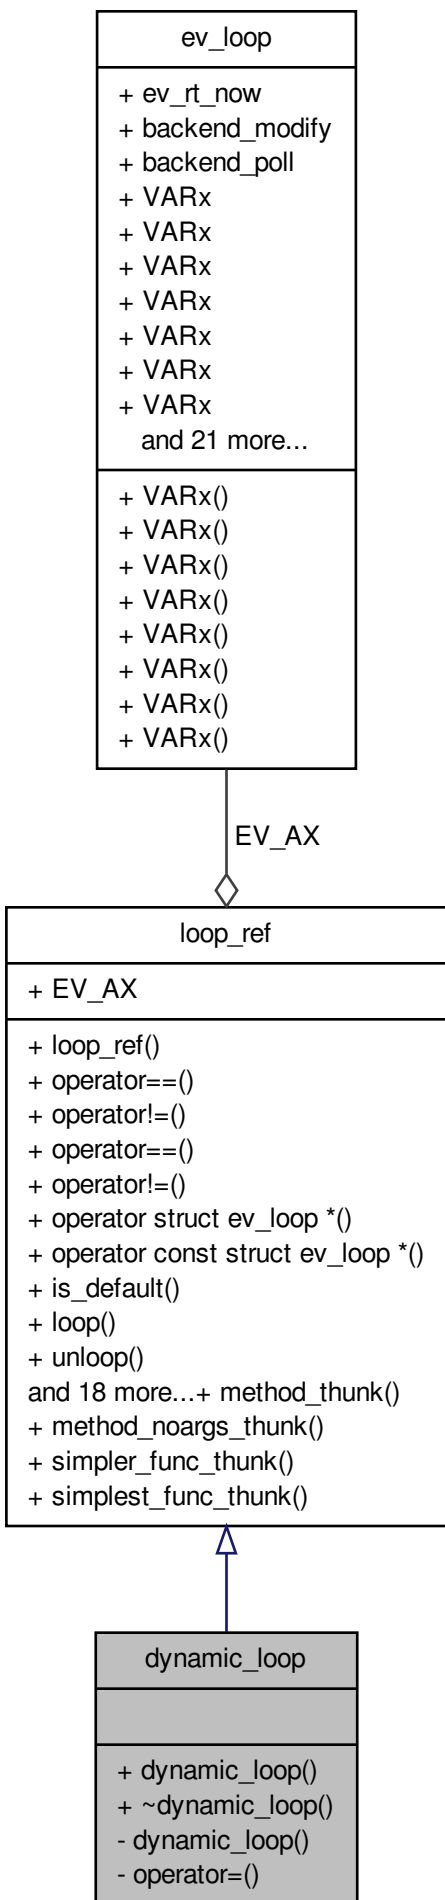 ev_loop
+ ev_rt_now
+ backend_modify
+ backend_poll
+ VARx
+ VARx
+ VARx
+ VARx
+ VARx
+ VARx
+ VARx
and 21 more...
+ VARx()
+ VARx()
+ VARx()
+ VARx()
+ VARx()
+ VARx()
+ VARx()
+ VARx()
EV_AX
loop_ref
+ EV_AX
+ loop_ref()
+ operator==()
+ operator!=()
+ operator==()
+ operator!=()
+ operator struct ev_loop *()
+ operator const struct ev_loop *()
+ is_default()
+ loop()
+ unloop()
and 18 more...+ method_thunk()
+ method_noargs_thunk()
+ simpler_func_thunk()
+ simplest_func_thunk()
dynamic_loop
+ dynamic_loop()
+ ~dynamic_loop()
- dynamic_loop()
- operator=()